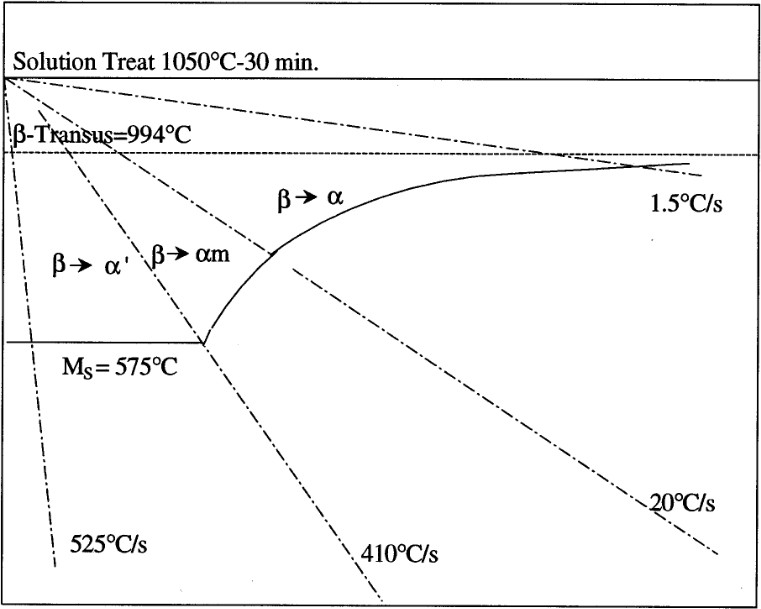 Solution Treat 1050°C-30 min.
β-Transus=994°C
β→ α
1.5°C/s
β→ αm
β→ α'
Ms= 575°C
20°C/s
525°C/s
410°C/s